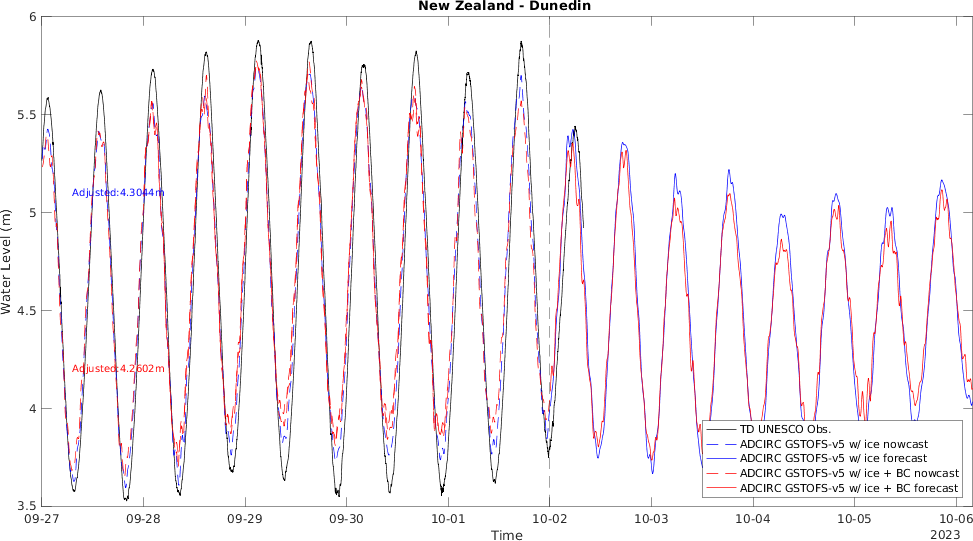 New Zealand - Dunedin
6
5.5
Adjusted:4.3044m
5
Water Level (m)
4.5
Adjusted:4.2602m
4
3.5
TD UNESCO Obs.
ADCIRC GSTOFS-v5 w/ ice nowcast
ADCIRC GSTOFS-v5 w/ ice forecast
ADCIRC GSTOFS-v5 w/ice + BC nowcast
ADCIRC GSTOFS-v5 w/ice + BC forecast
09-27 09-28 09-29 09-30 10-01 10-02 10-03 10-04 10-05 10-06
2023
Time